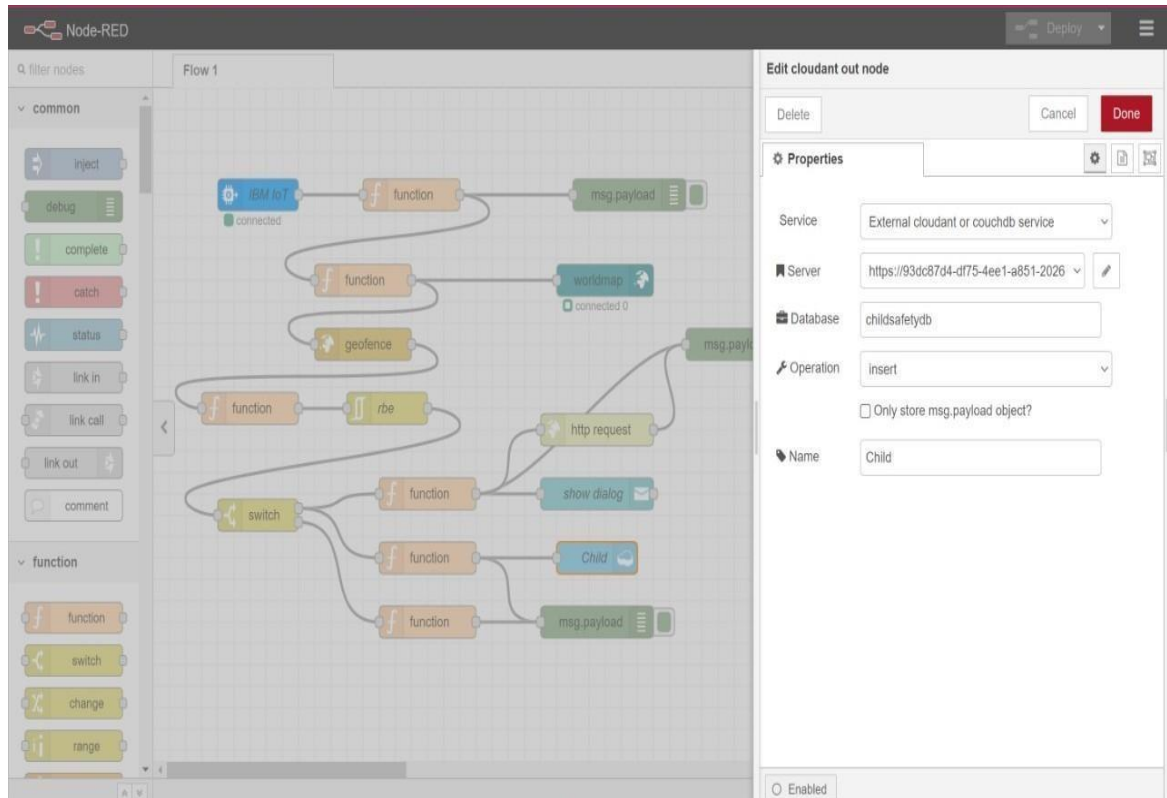 Node-RED
Deploy
filter nodes
Flow 1
common
inject
debug
complete
catch
status
link in
link call
link out
comment
function
function
switch
change
range
IBM IoT
connected
function
msg.payload
function
worldmap
connected 0
geofence
function
rbe
http request
switch
function
show dialog
function
Child
function
msg.payload
Edit cloudant out node
Delete
Cancel
Done
Properties
Service
External cloudant or couchdb service
Server
https://93dc87d4-df75-4ee1-a851-2026
Database
childsafetydb
Operation
insert
Only store msg.payload object?
Name
Child
Enabled